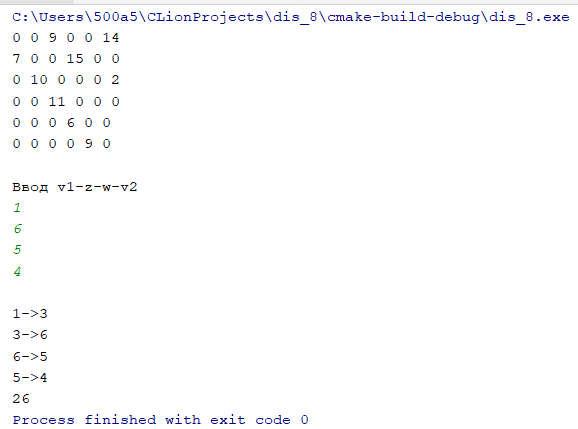 C:\Users\500a5\CLionProjects\dis_8\cmake-build-debug\dis_8.exe
0 0 9 0 0 14
7 0 0 15 0 0
0 10 0 0 0 2
0 0 11 0 0 0
0 0 0 6 0 0
0 0 0 0 9 0
Ввод v1-z-w-v2
1
6
5
4
1->3
3->6
6->5
5->4
26
Process finished with exit code 0